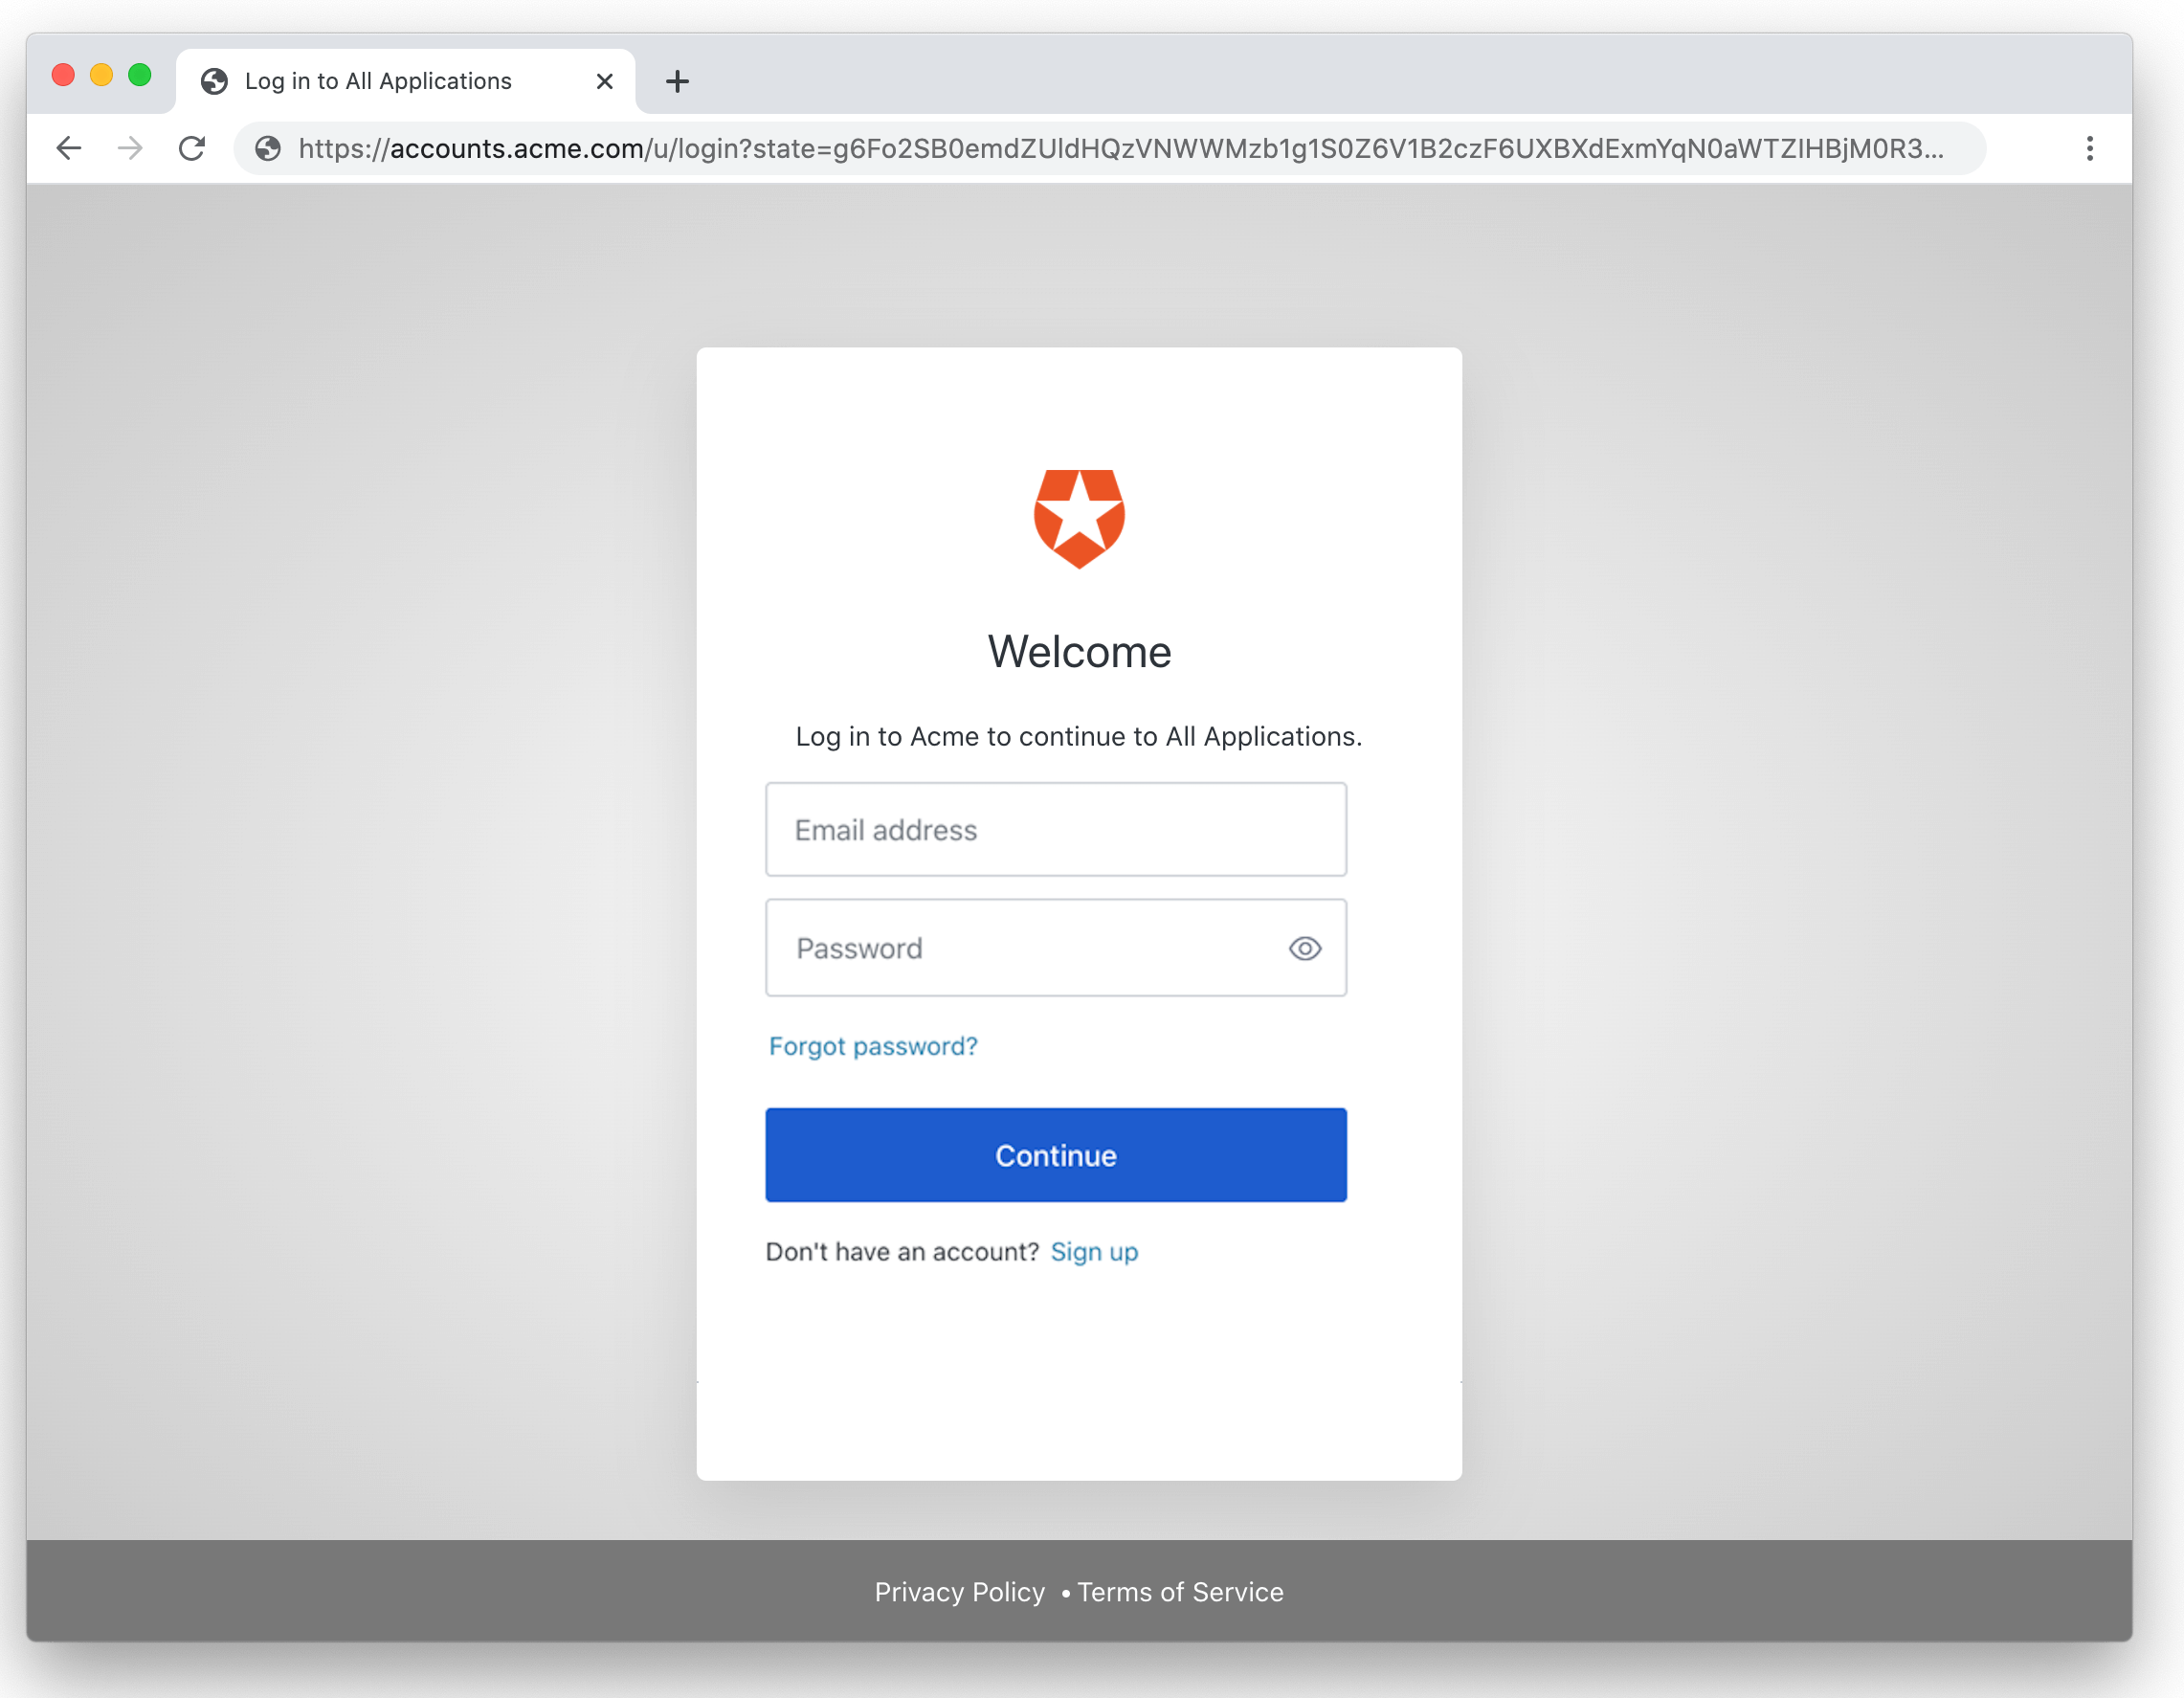 Log in to All Applications
https://accounts.acme.com/u/login?state=g6Fo2SB0emdZUldHQzVNWWMzb1g1S0Z6V1B2czF6UXBXdExmYqN0aWTZIHBjM0R3...
Welcome
Log in to Acme to continue to All Applications.
Email address
Password
Forgot password?
Continue
Don't have an account? Sign up
Privacy Policy • Terms of Service